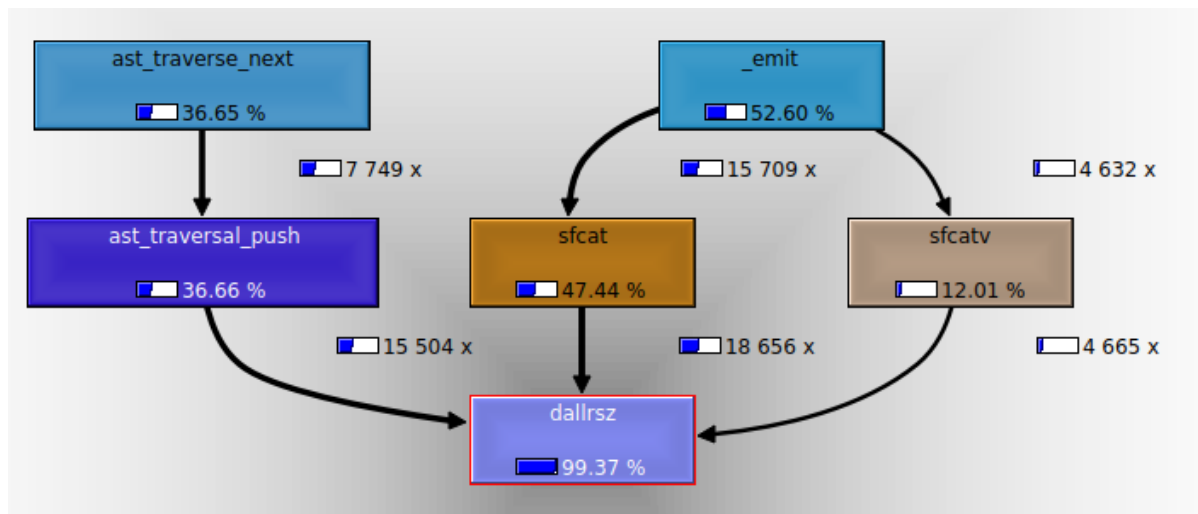 ast_traverse_next
36.65 %
_emit
52.60 %
7 749 x
15 709 x
4 632 x
ast_traversal_push
36.66 %
sfcat
47.44 %
sfcatv
12.01 %
15 504 x
18 656 x
4 665 x
dallrsz
99.37 %